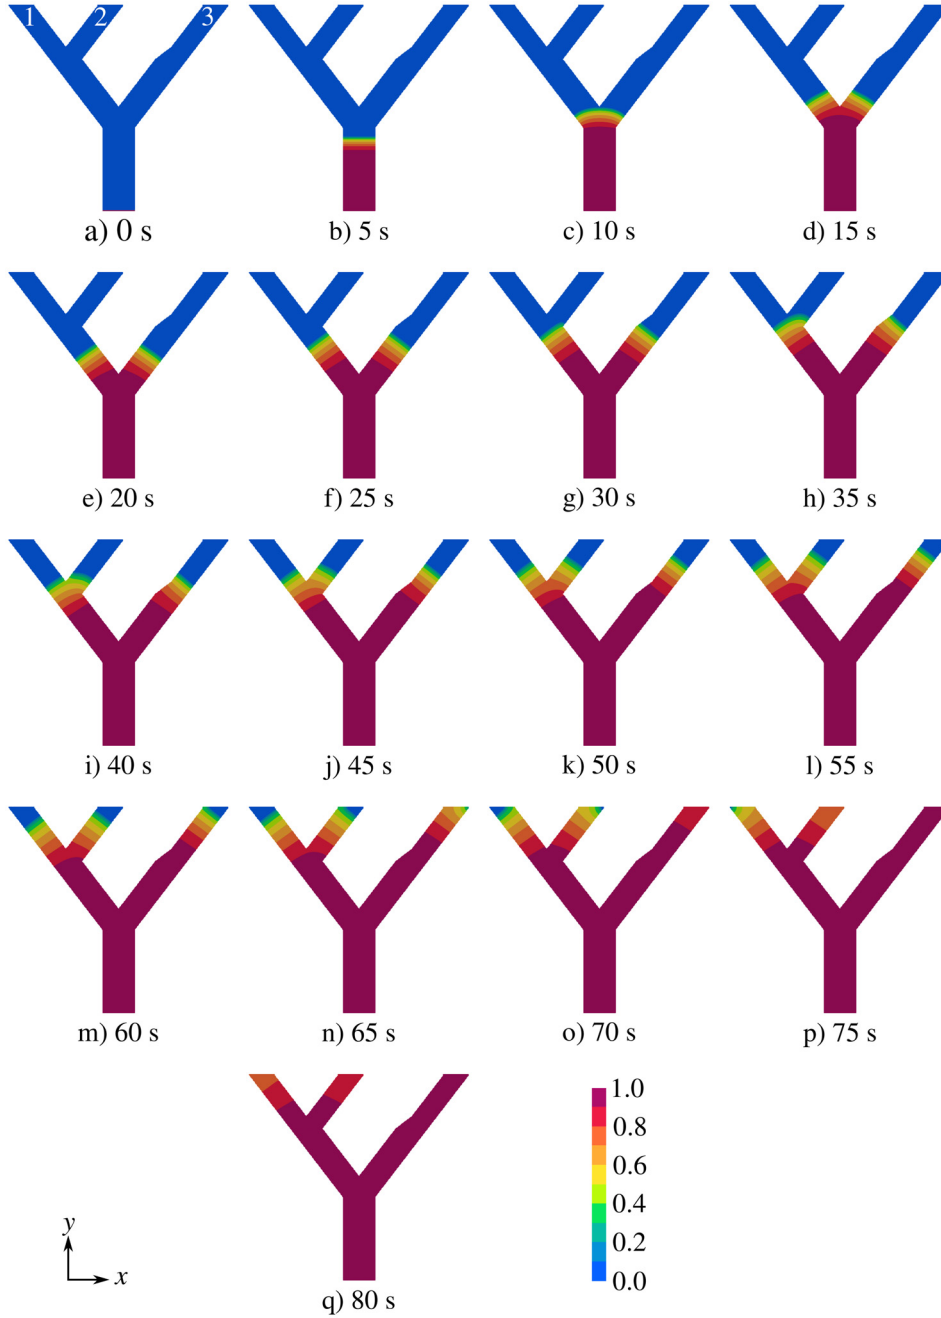 1 2 3
a) 0 s
b) 5 s
c) 10 s
d) 15 s
e) 20 s
f) 25 s
g) 30 s
h) 35 s
i) 40 s
j) 45 s
k) 50 s
l) 55 s
m) 60 s
n) 65 s
o) 70 s
p) 75 s
1.0
0.8
0.6
0.4
0.2
0.0
y
x
q) 80 s